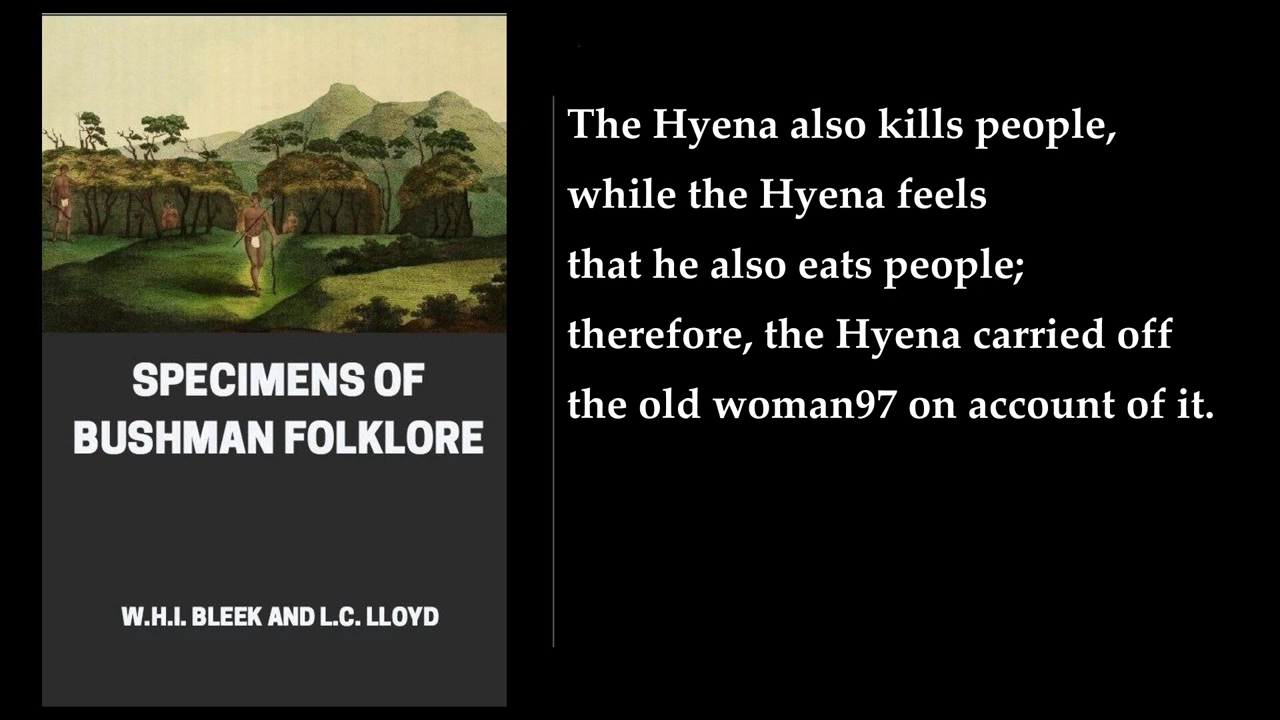 SPECIMENS OF
BUSHMAN FOLKLORE
W.H.I. BLEEK AND L.C. LLOYD
The Hyena also kills people,
while the Hyena feels
that he also eats people;
therefore, the Hyena carried off
the old woman97 on account of it.